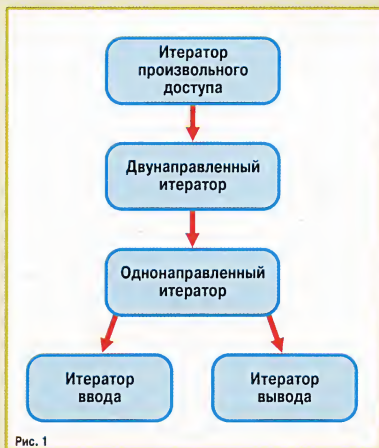 Итератор
произвольного
доступа
Двунаправленный
итератор
Однонаправленный
итератор
Итератор
ввода
Итератор
вывода
Рис. 1